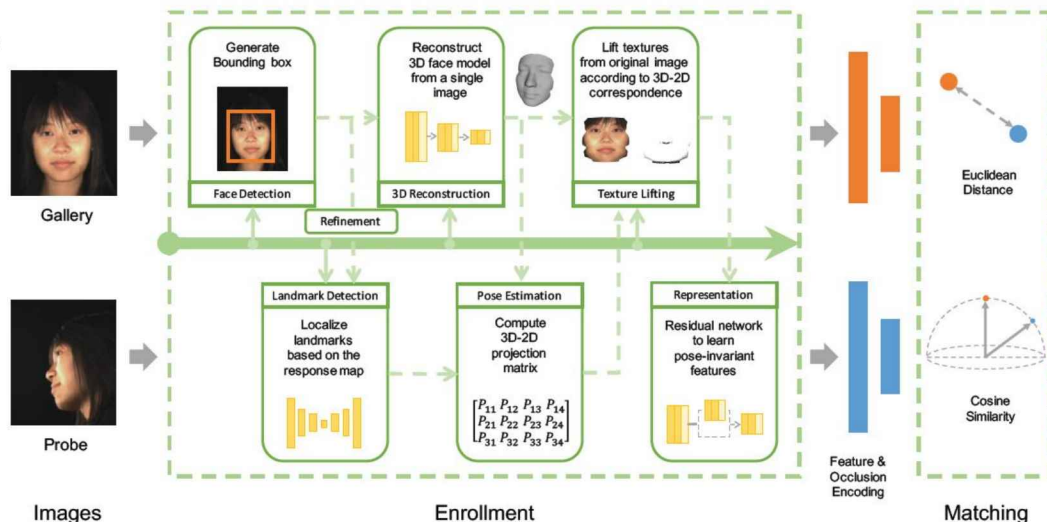 Generate
Bounding box
Face Detection
Reconstruct
3D face model
from a single
image
3D Reconstruction
Lift textures
from original image
according to 3D-2D
correspondence
Texture Lifting
Refinement
Landmark Detection
Localize
landmarks
based on the
response map
Pose Estimation
Compute
3D-2D
projection
matrix
P11 P12 P13 P14
P21 P22 P23 P24
P31 P32 P33 P34
Representation
Residual network
to learn
pose-invariant
features
Gallery
Probe
Euclidean
Distance
Cosine
Similarity
Feature &
Occlusion
Encoding
Images
Enrollment
Matching